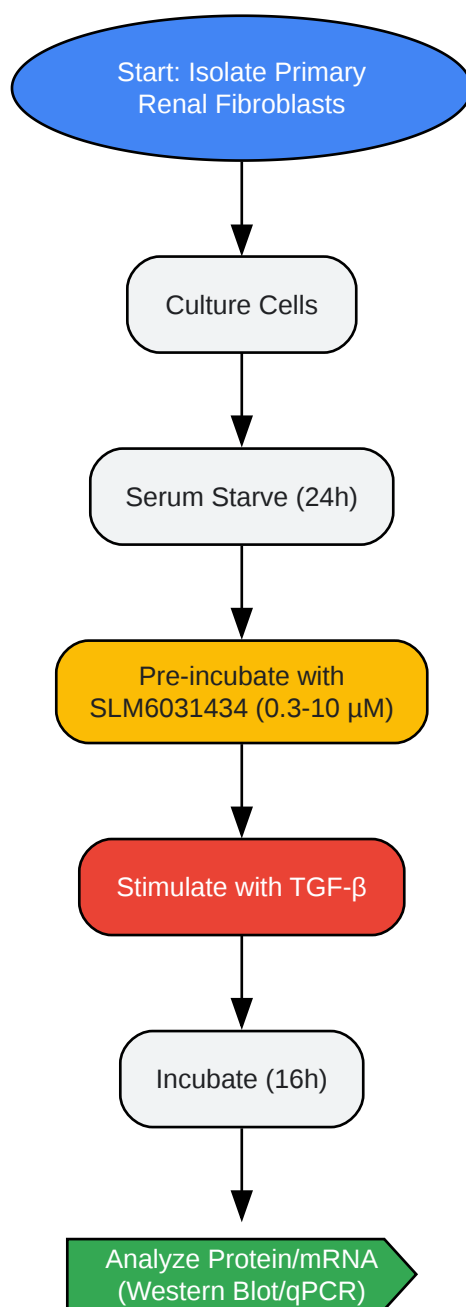 Start: Isolate Primary
Renal Fibroblasts
Culture Cells
Serum Starve (24h)
Pre-incubate with
SLM6031434 (0.3-10 µM)
Stimulate with TGF-β
Incubate (16h)
Analyze Protein/mRNA
(Western Blot/qPCR)